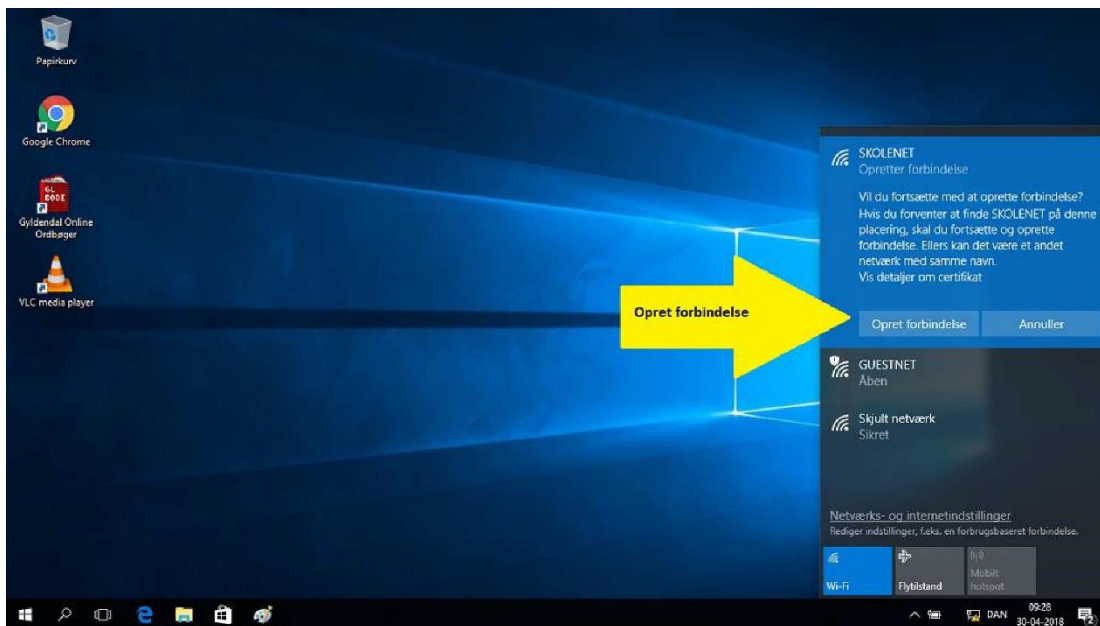 Papirkurv
Google Chrome
GL
BOOK
Gyldendal Online
Ordbøger
VLC media player
Opret forbindelse
SKOLENET
Opretter forbindelse
Vil du fortsætte med at oprette forbindelse?
Hvis du forventer at finde SKOLENET på denne
placering, skal du fortsætte og oprette
forbindelse. Ellers kan det være et andet
netværk med samme navn.
Vis detaljer om certifikat
Opret forbindelse
Annuller
GUESTNET
Åben
Skjult netværk
Sikret
Netværks- og internetindstillinger
Rediger indstillinger, f.eks. en forbrugsbaseret forbindelse.
Wi-Fi
Flytilstand
Mobilt
hotspot
DAN
09:28
30-04-2018
2